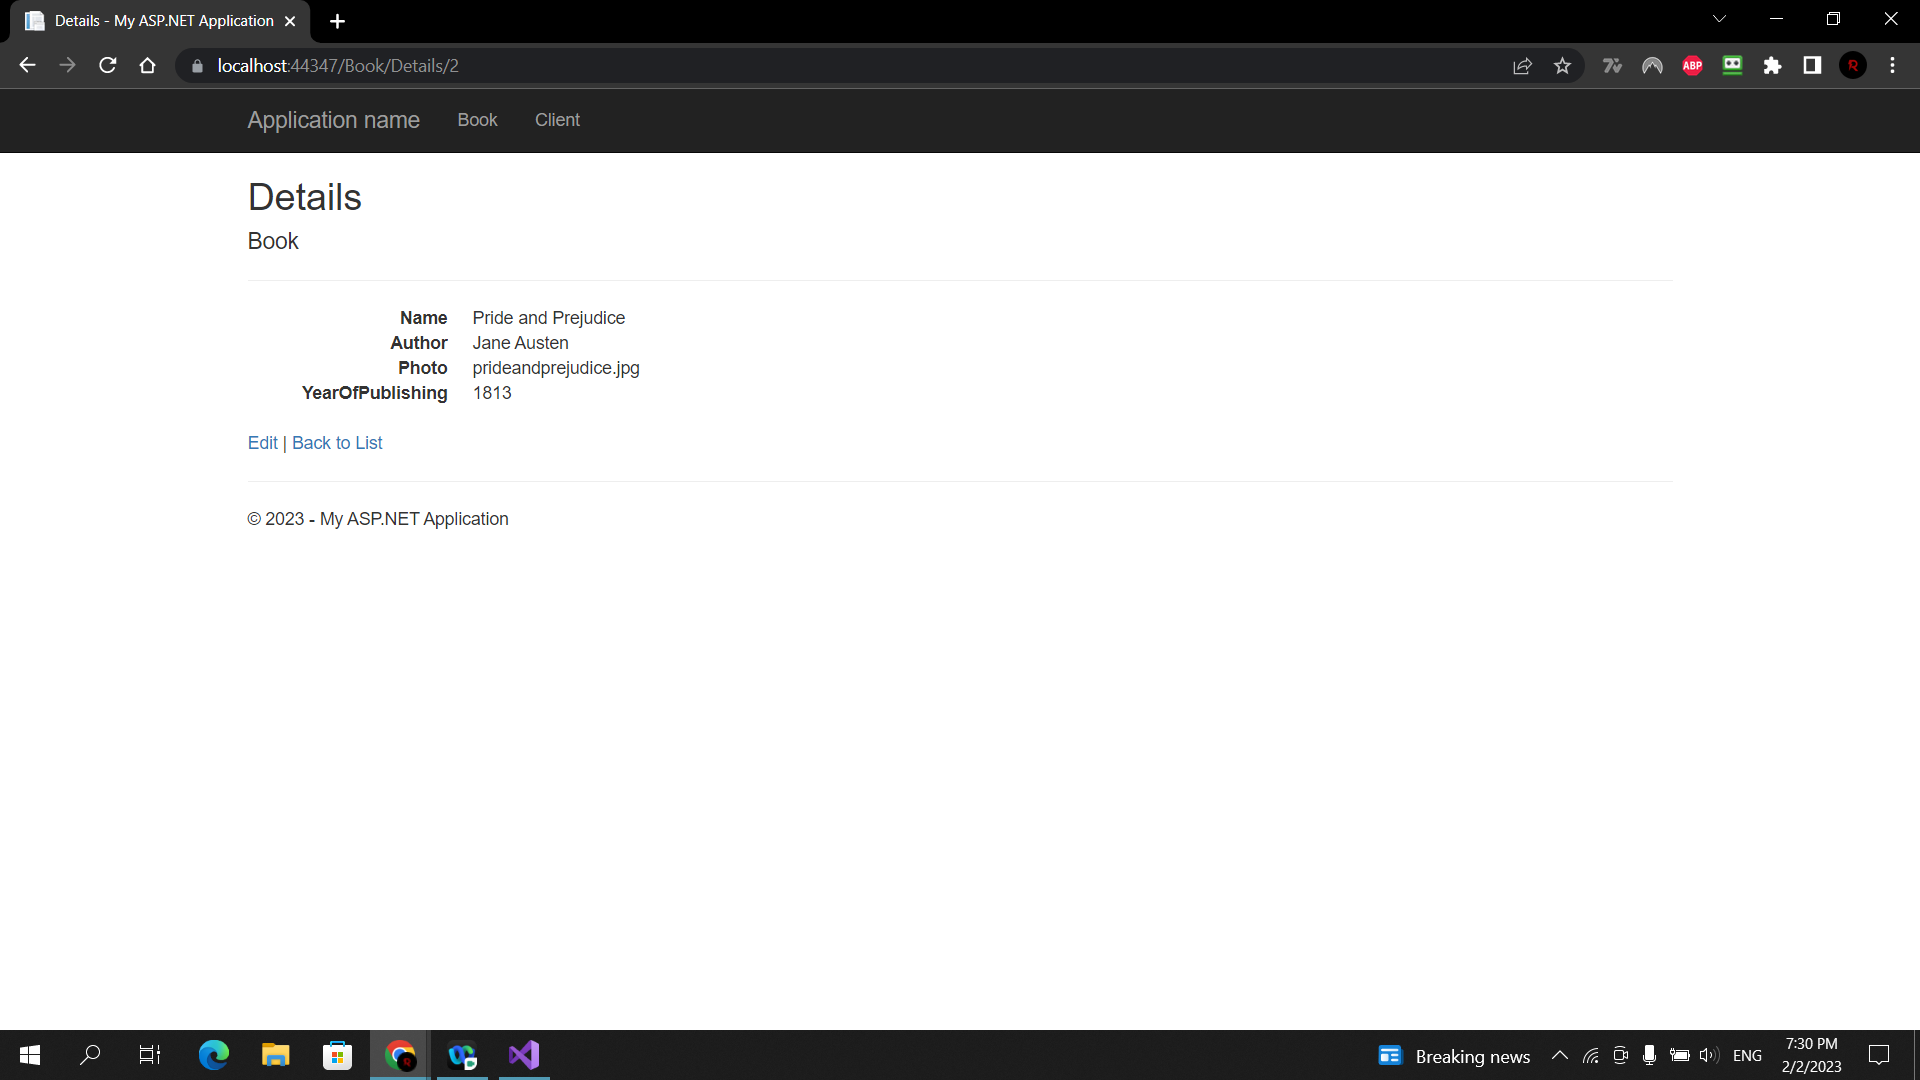 Details - My ASP.NET Application
localhost:44347/Book/Details/2
ABP
R
Application name Book Client
Details
Book
Name Pride and Prejudice
Author Jane Austen
Photo prideandprejudice.jpg
YearOfPublishing 1813
Edit | Back to List
© 2023 - My ASP.NET Application
Breaking news
ENG
7:30 PM
2/2/2023